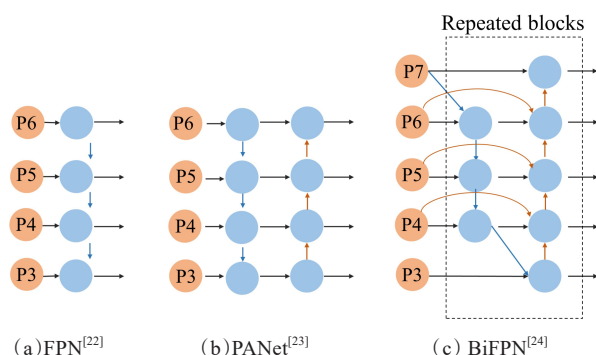 Repeated blocks
P7
P6
P6
P6
P5
P5
P5
P4
P4
P4
P3
P3
P3
(a)FPN[22]
(b)PANet[23]
(c) BiFPN[24]